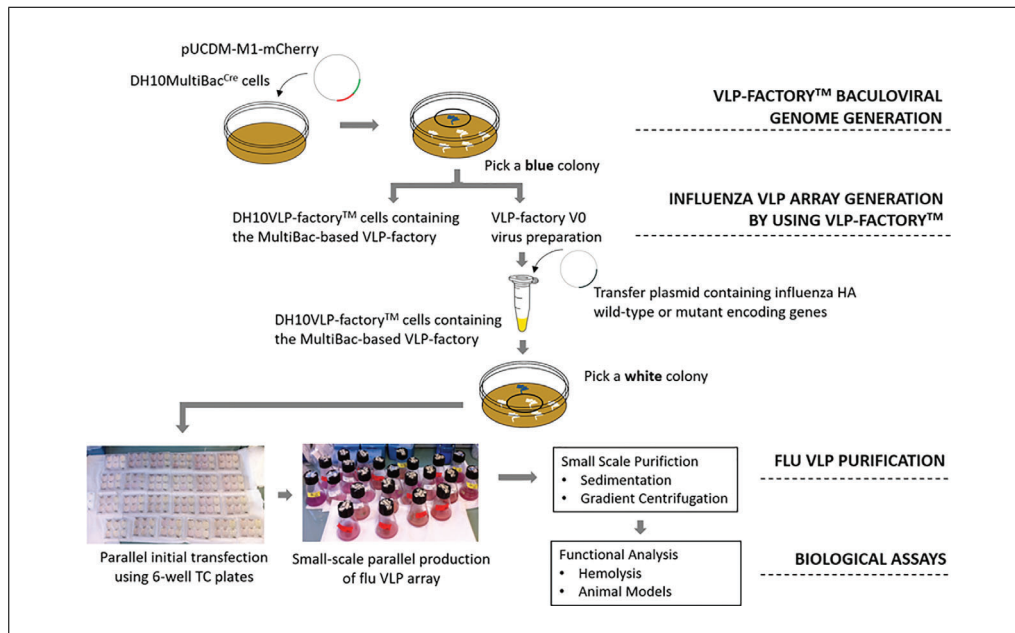 pUCDM-M1-mCherry
DH10MultiBacCre cells
VLP-FACTORY™ BACULOVIRAL
GENOME GENERATION
Pick a blue colony
DH10VLP-factory™ cells containing
the MultiBac-based VLP-factory
VLP-factory V0
virus preparation
INFLUENZA VLP ARRAY GENERATION
BY USING VLP-FACTORY™
Transfer plasmid containing influenza HA
wild-type or mutant encoding genes
DH10VLP-factory™ cells containing
the MultiBac-based VLP-factory
Pick a white colony
Parallel initial transfection
using 6-well TC plates
Small-scale parallel production
of flu VLP array
Small Scale Purifiction
• Sedimentation
• Gradient Centrifugation
FLU VLP PURIFICATION
Functional Analysis
• Hemolysis
• Animal Models
BIOLOGICAL ASSAYS